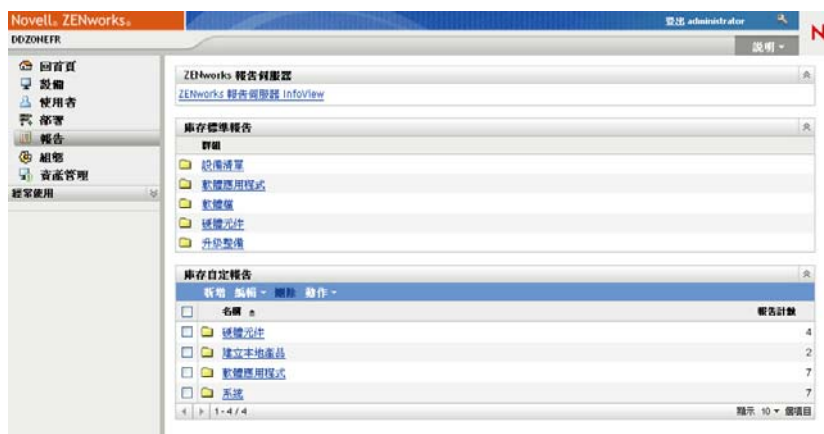 Novell® ZENworks®
登出 administrator
N
DDZONEFR
說明
回首頁
設備
使用者
部署
報告
組態
資產管理
經常使用
ZENworks 報告伺服器
ZENworks 報告伺服器 InfoView
庫存標準報告
群組
設備清單
軟體應用程式
軟體檔
硬體元件
升級整備
庫存自定報告
新增 編輯 刪除 動作
名稱 報告計數
硬體元件 4
建立本地產品 2
軟體應用程式 7
系統 7
1-4 / 4 顯示 10 個項目